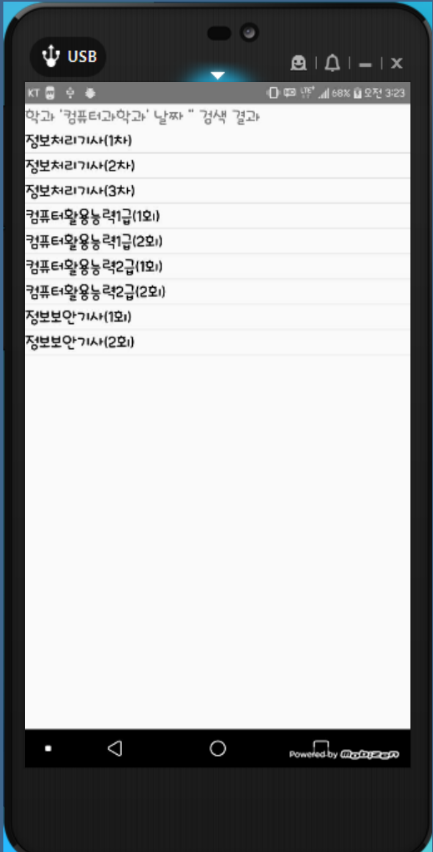 USB
KT LTE 68% 오전 3:23
학과 '컴퓨터과학과' 날짜 '' 검색 결과
정보처리기사(1차)
정보처리기사(2차)
정보처리기사(3차)
컴퓨터활용능력1급(1회)
컴퓨터활용능력1급(2회)
컴퓨터활용능력2급(1회)
컴퓨터활용능력2급(2회)
정보보안기사(1회)
정보보안기사(2회)
Powered by Mobizen